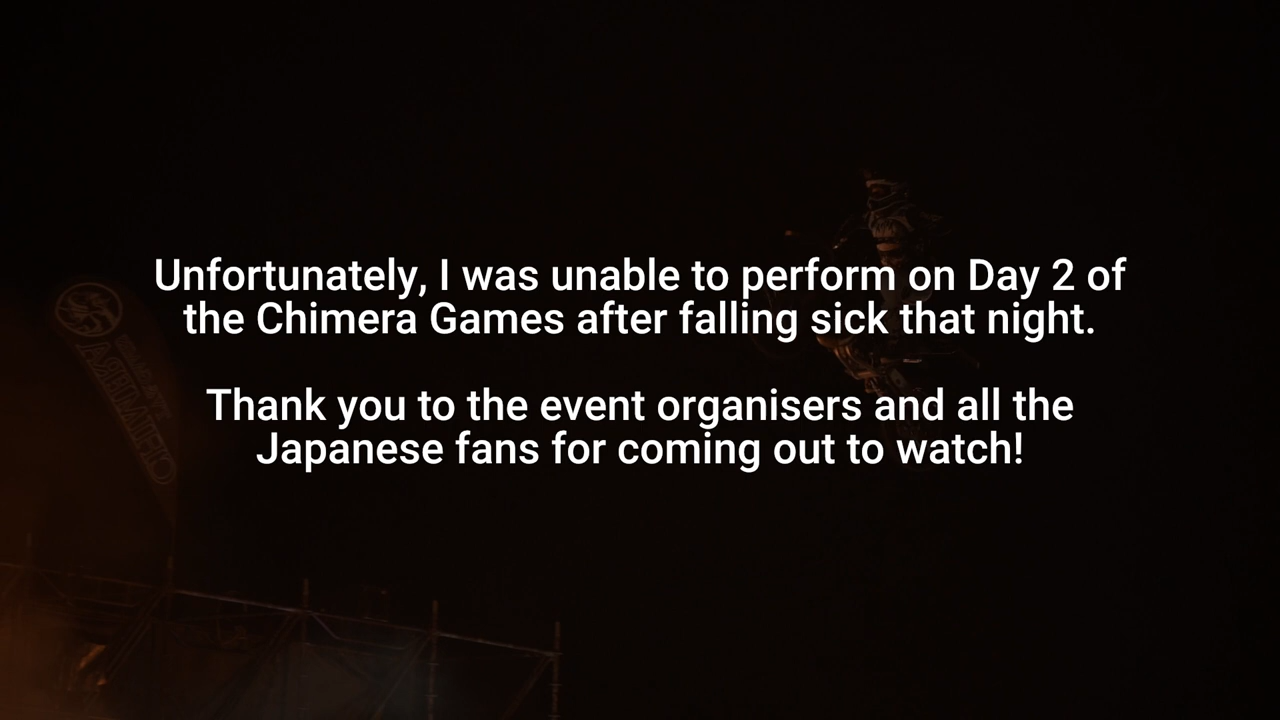 Unfortunately, I was unable to perform on Day 2 of
the Chimera Games after falling sick that night.
Thank you to the event organisers and all the
Japanese fans for coming out to watch!
CHIMERA